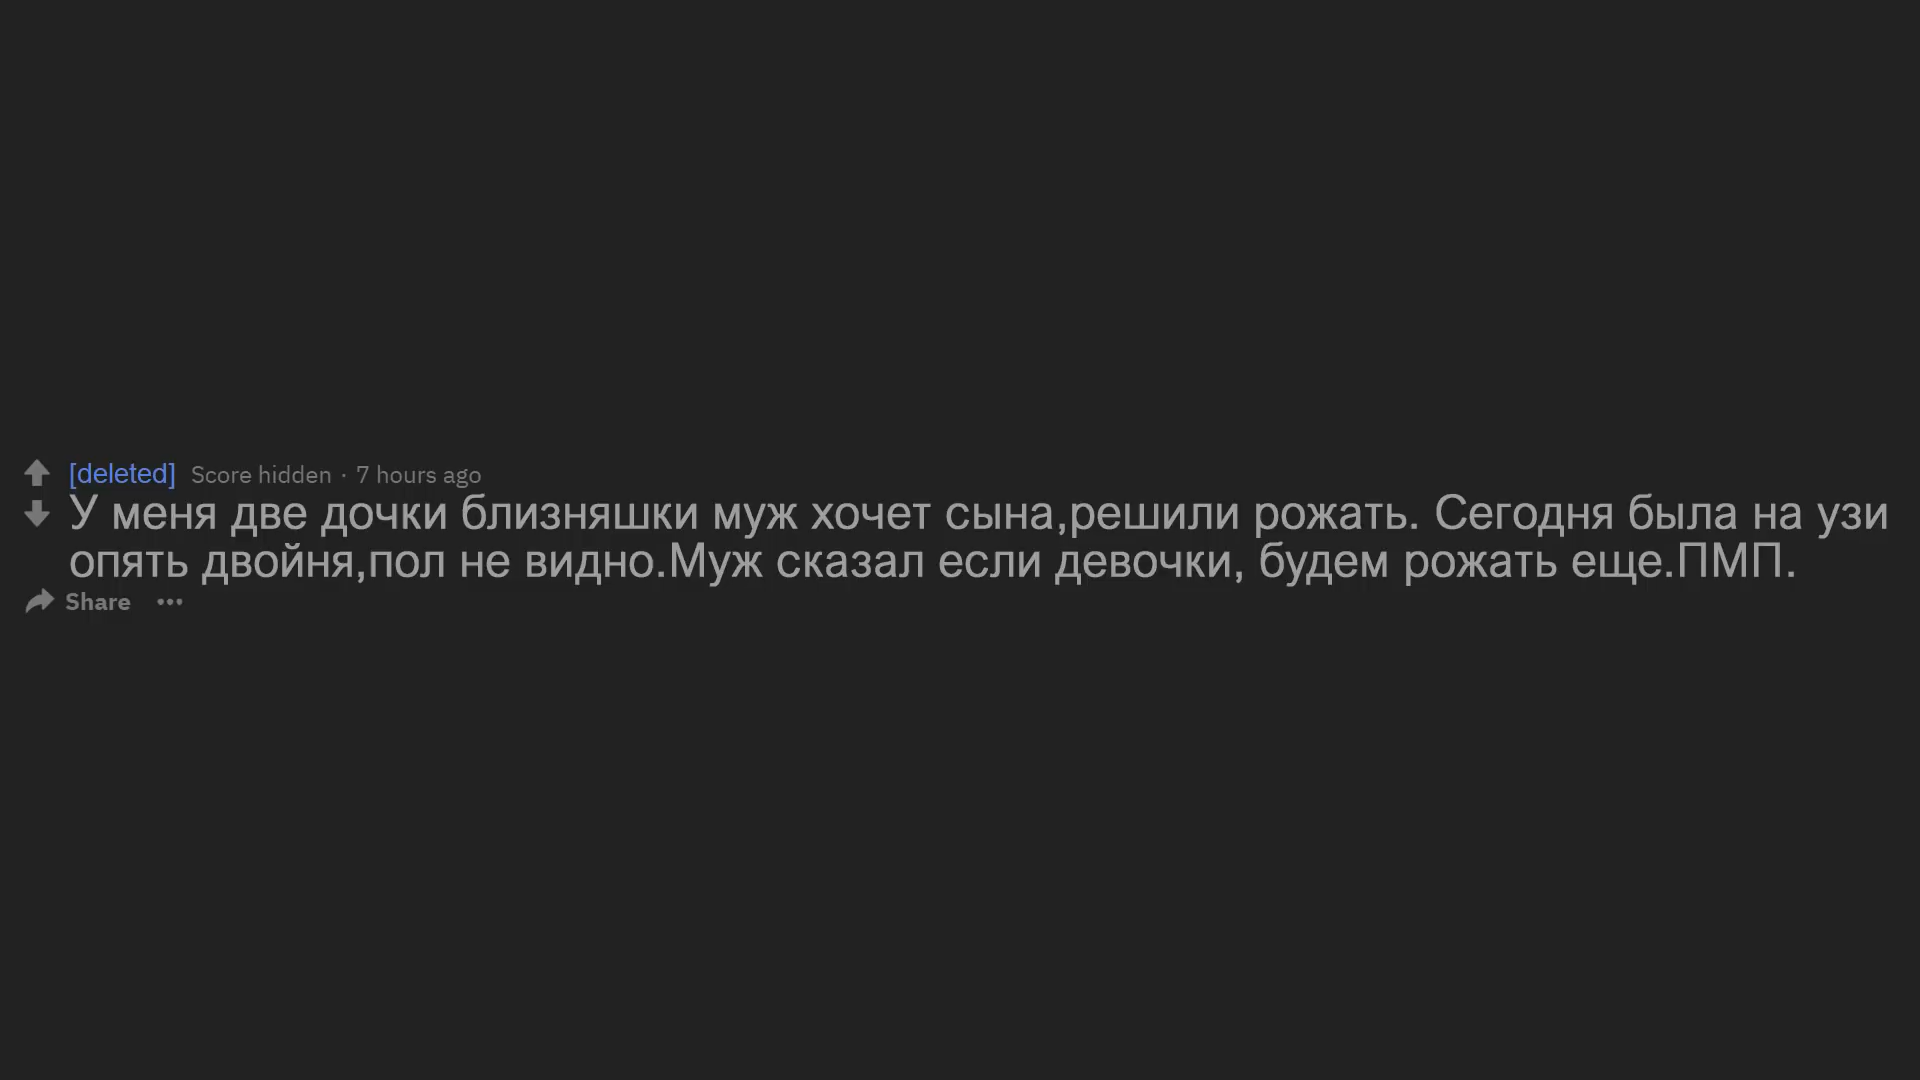 [deleted] Score hidden · 7 hours ago
У меня две дочки близняшки муж хочет сына,решили рожать. Сегодня была на узи
опять двойня,пол не видно.Муж сказал если девочки, будем рожать еще.ПМП.
Share •••